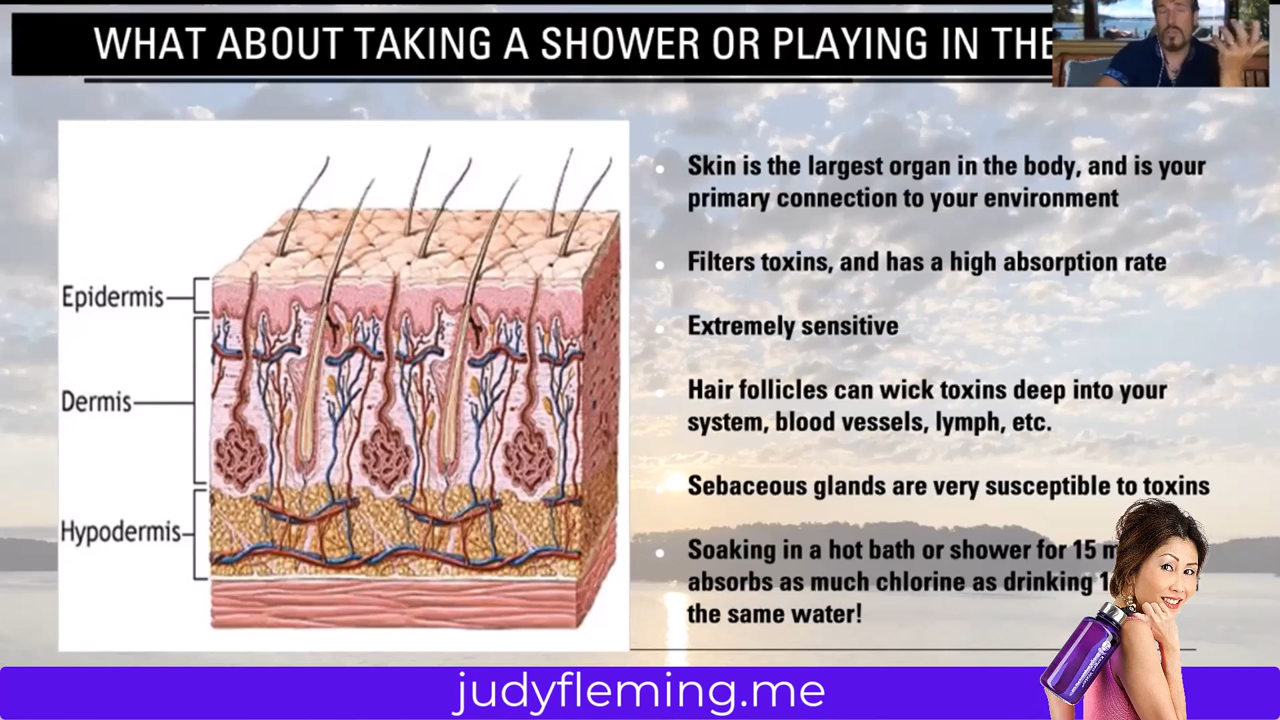 WHAT ABOUT TAKING A SHOWER OR PLAYING IN THE
Epidermis
Dermis
Hypodermis
Skin is the largest organ in the body, and is your
primary connection to your environment
Filters toxins, and has a high absorption rate
Extremely sensitive
Hair follicles can wick toxins deep into your
system, blood vessels, lymph, etc.
Sebaceous glands are very susceptible to toxins
Soaking in a hot bath or shower for 15
absorbs as much chlorine as drinking
the same water!
judyfleming.me